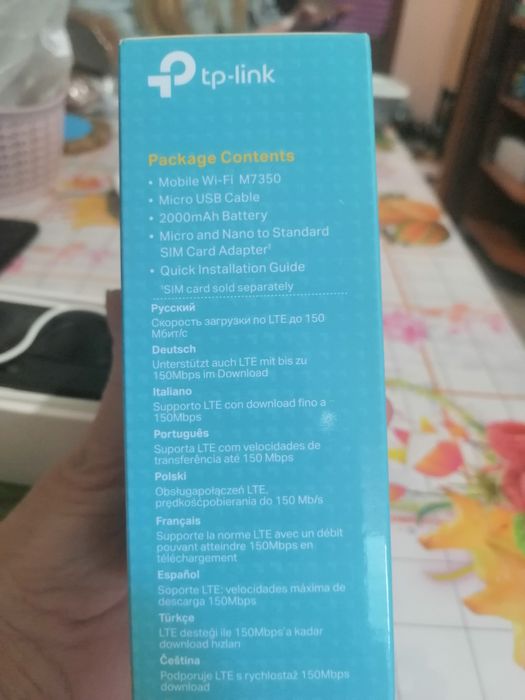 tp-link
Package Contents
• Mobile Wi-Fi M7350
• Micro USB Cable
• 2000mAh Battery
• Micro and Nano to Standard
SIM Card Adapter¹
• Quick Installation Guide
¹SIM card sold separately
Русский
Скорость загрузки по LTE до 150
Мбит/с
Deutsch
Unterstützt auch LTE mit bis zu
150Mbps im Download
Italiano
Supporto LTE con download fino a
150Mbps
Português
Suporta LTE com velocidades de
transferência até 150 Mbps
Polski
Obsługapołączeń LTE,
prędkośćpobierania do 150 Mb/s
Français
Supporte la norme LTE avec un débit
pouvant atteindre 150Mbps en
téléchargement
Español
Soporte LTE: velocidades máxima de
descarga 150Mbps
Türkçe
LTE desteği ile 150Mbps'a kadar
download hızları
Čeština
Podporuje LTE s rychlostaž 150Mbps
download